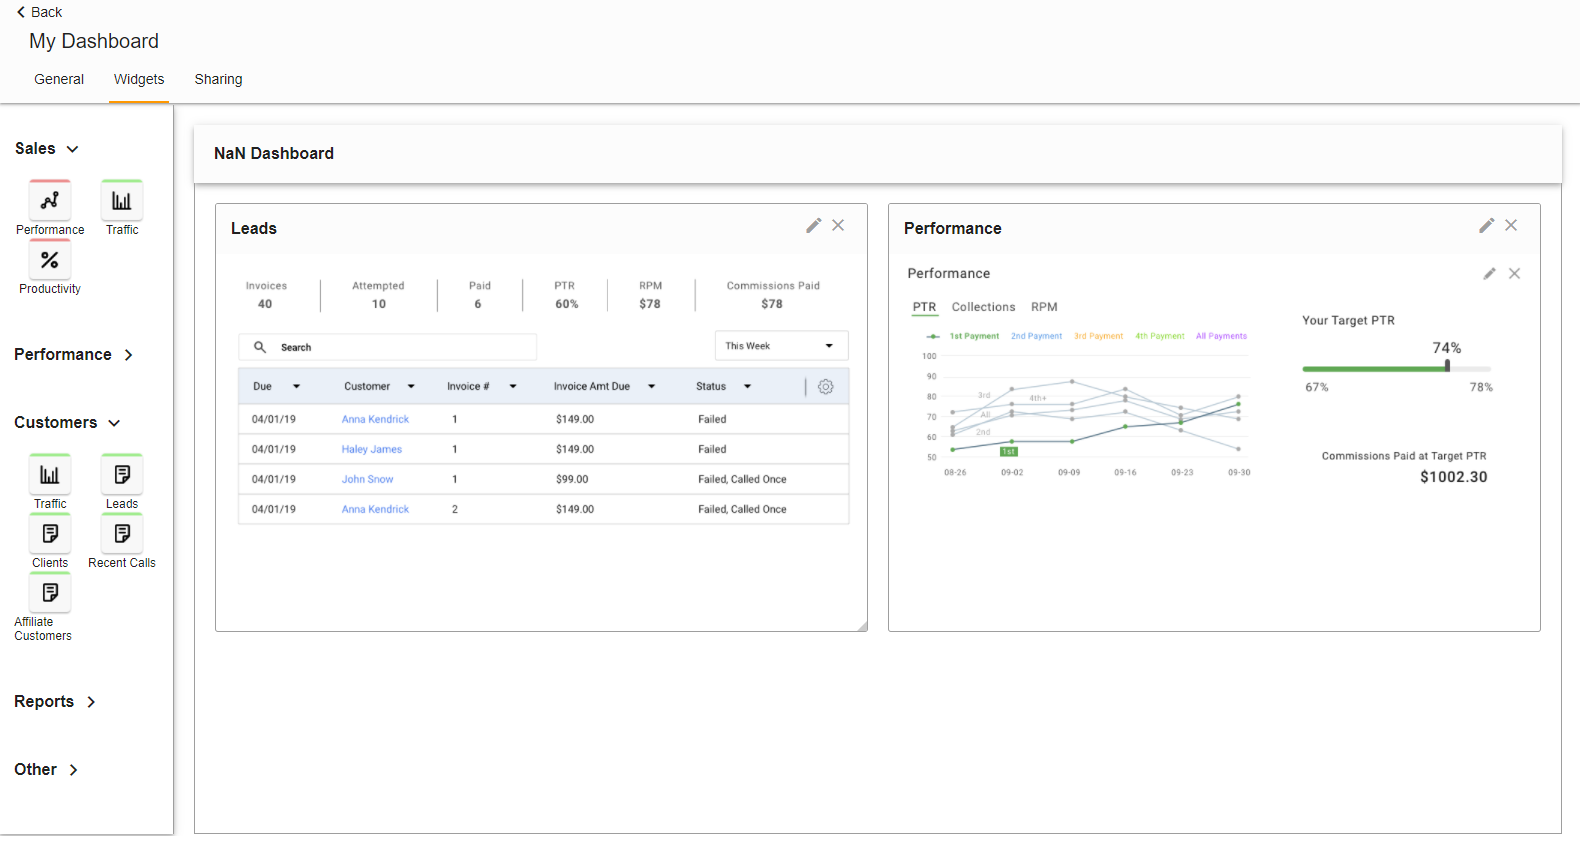 Back
My Dashboard
General Widgets Sharing
Sales
Performance Traffic
Productivity
Performance
Customers
Traffic Leads
Clients Recent Calls
Affiliate
Customers
Reports
Other
NaN Dashboard
Leads
Invoices Attempted Paid PTR RPM Commissions Paid
40 10 6 60% $78 $78
Search This Week
Due Customer Invoice # Invoice Amt Due Status
04/01/19 Anna Kendrick 1 $149.00 Failed
04/01/19 Haley James 1 $149.00 Failed
04/01/19 John Snow 1 $99.00 Failed, Called Once
04/01/19 Anna Kendrick 2 $149.00 Failed, Called Once
Performance
Performance
PTR Collections RPM
1st Payment 2nd Payment 3rd Payment 4th Payment All Payments
100
90
80
70
60
50
3rd
4th+
All
2nd
1st
08-26 09-02 09-09 09-16 09-23 09-30
Your Target PTR
74%
67% 78%
Commissions Paid at Target PTR
$1002.30